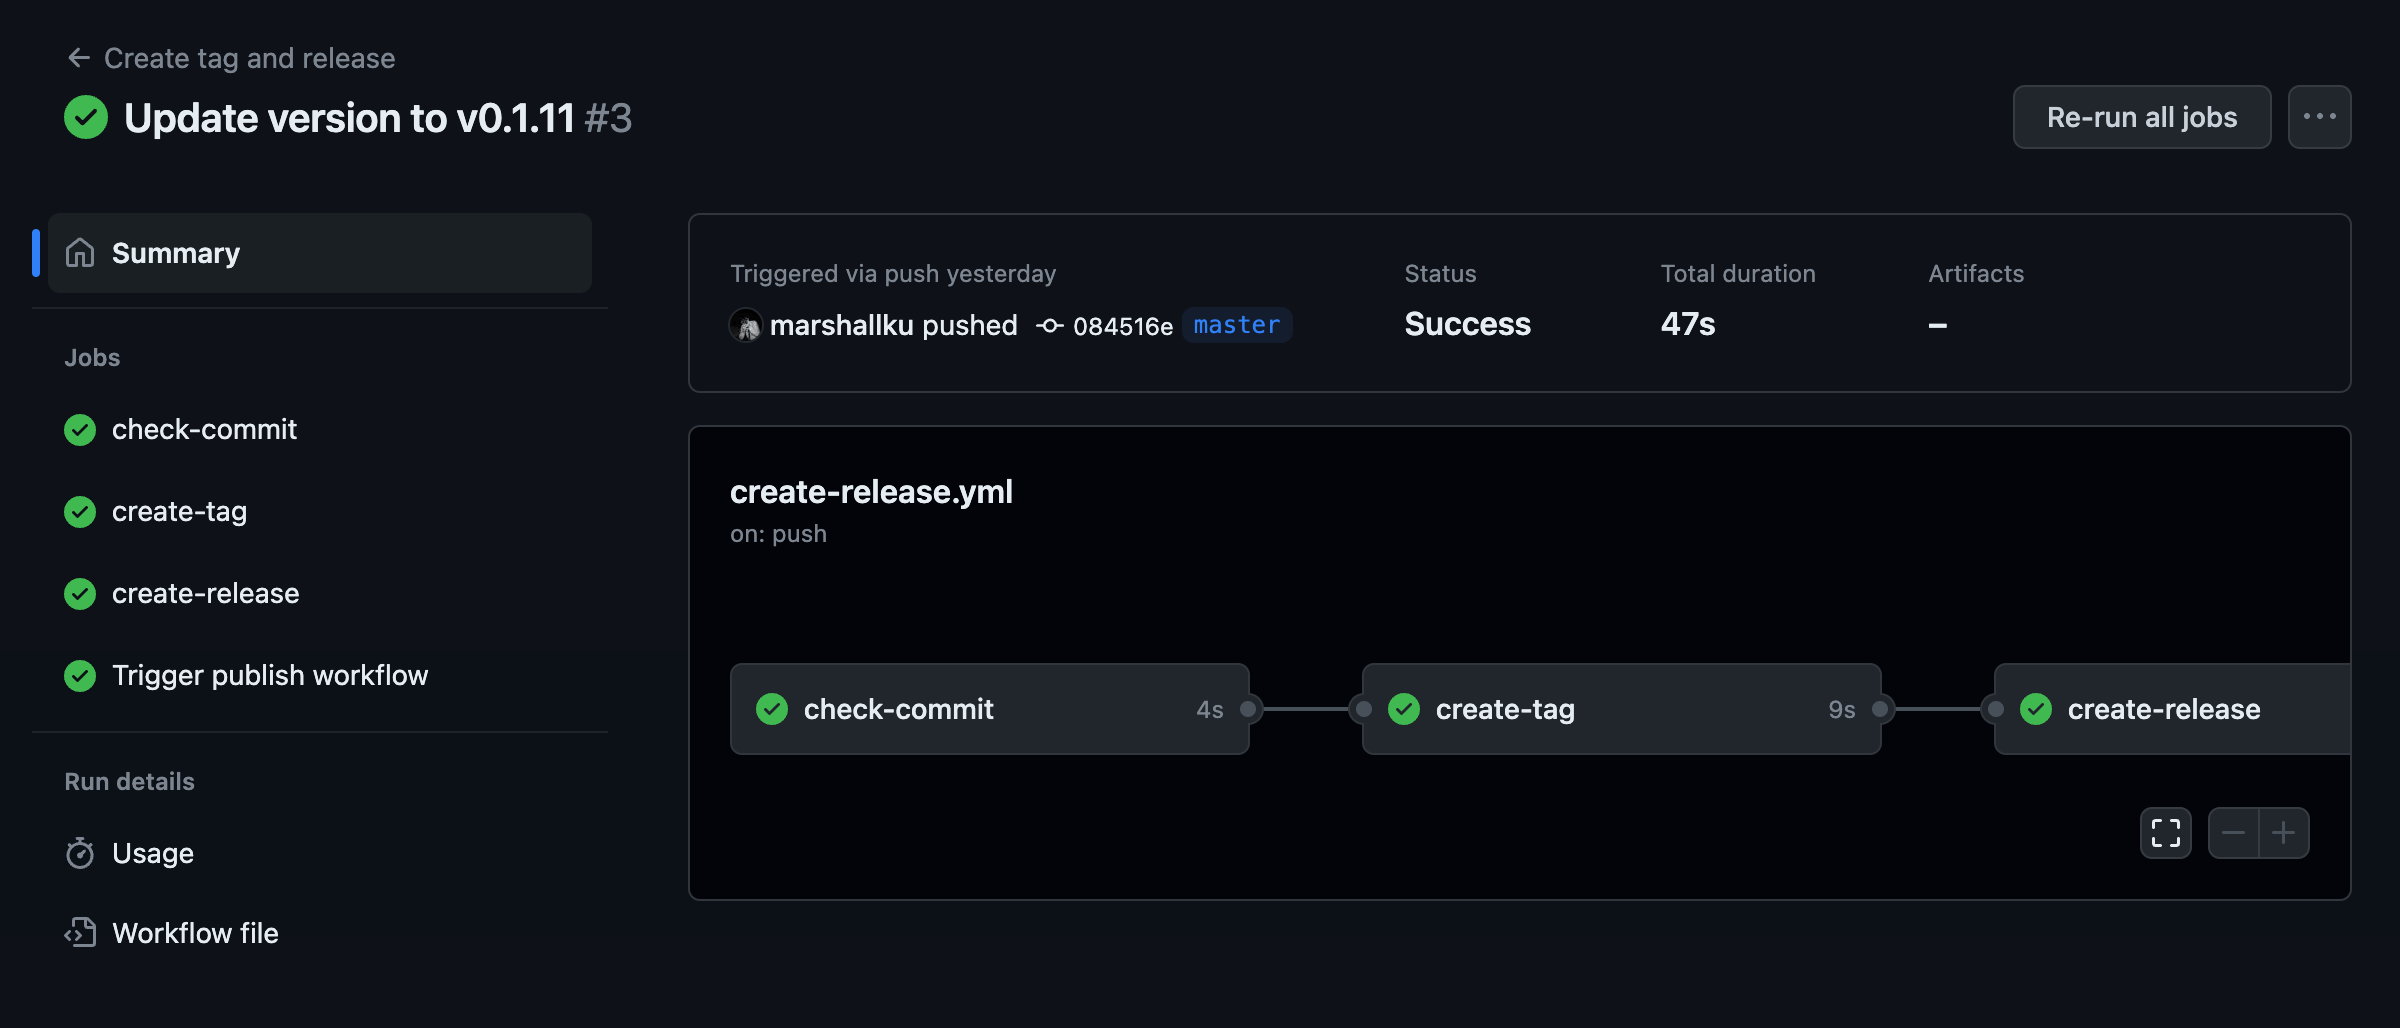 Create tag and release
Update version to v0.1.11 #3
Re-run all jobs
Summary
Jobs
check-commit
create-tag
create-release
Trigger publish workflow
Run details
Usage
Workflow file
Triggered via push yesterday
marshallku pushed 084516e master
Status
Success
Total duration
47s
Artifacts
–
create-release.yml
on: push
check-commit 4s
create-tag 9s
create-release